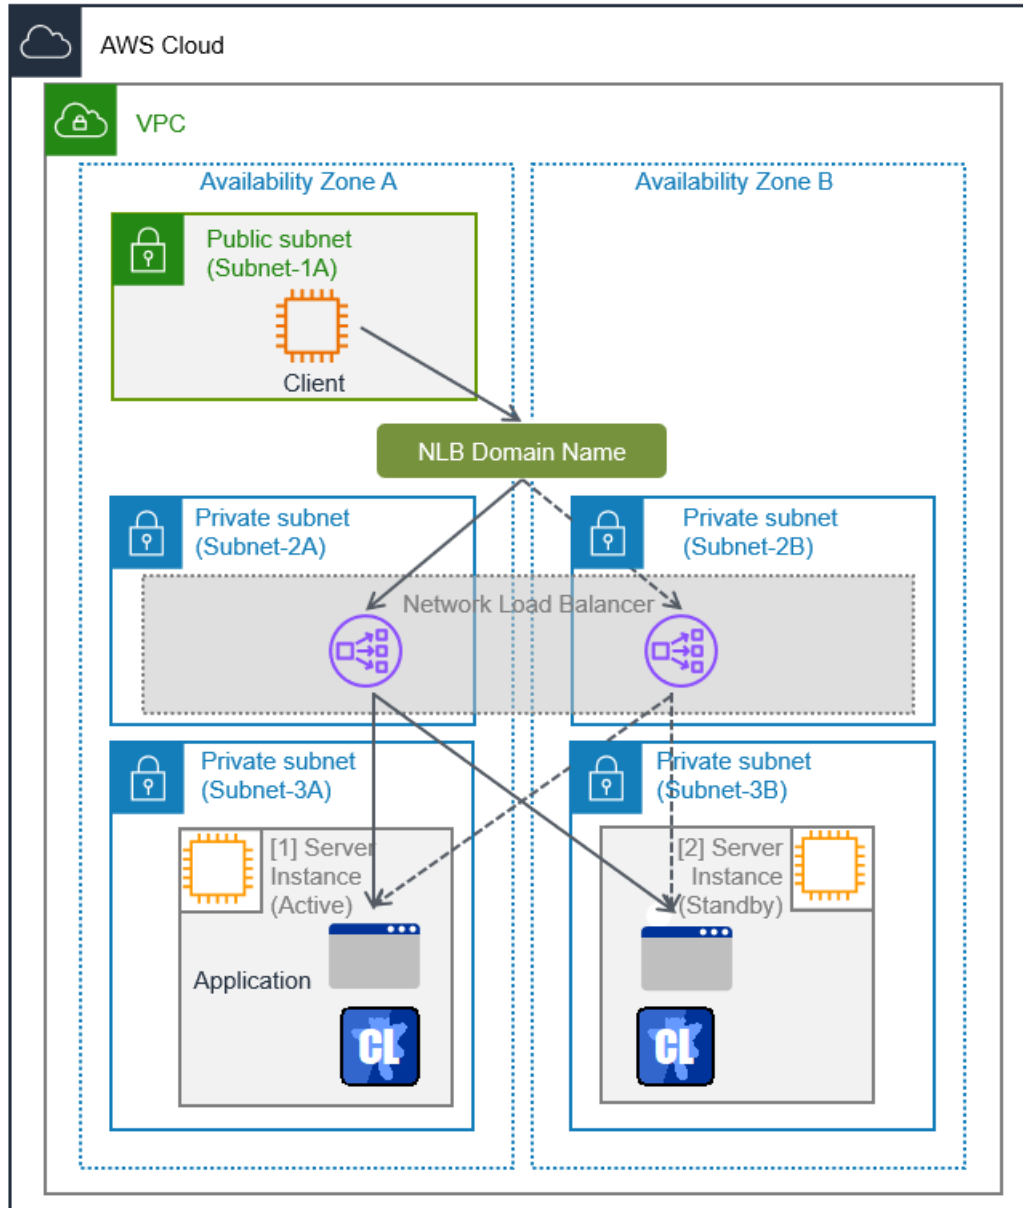 AWS Cloud
VPC
Availability Zone A
Availability Zone B
Public subnet
(Subnet-1A)
Client
NLB Domain Name
Private subnet
(Subnet-2A)
Private subnet
(Subnet-2B)
Network Load Balancer
Private subnet
(Subnet-3A)
Private subnet
(Subnet-3B)
[1] Server
Instance
(Active)
[2] Server
Instance
(Standby)
Application
CL
CL